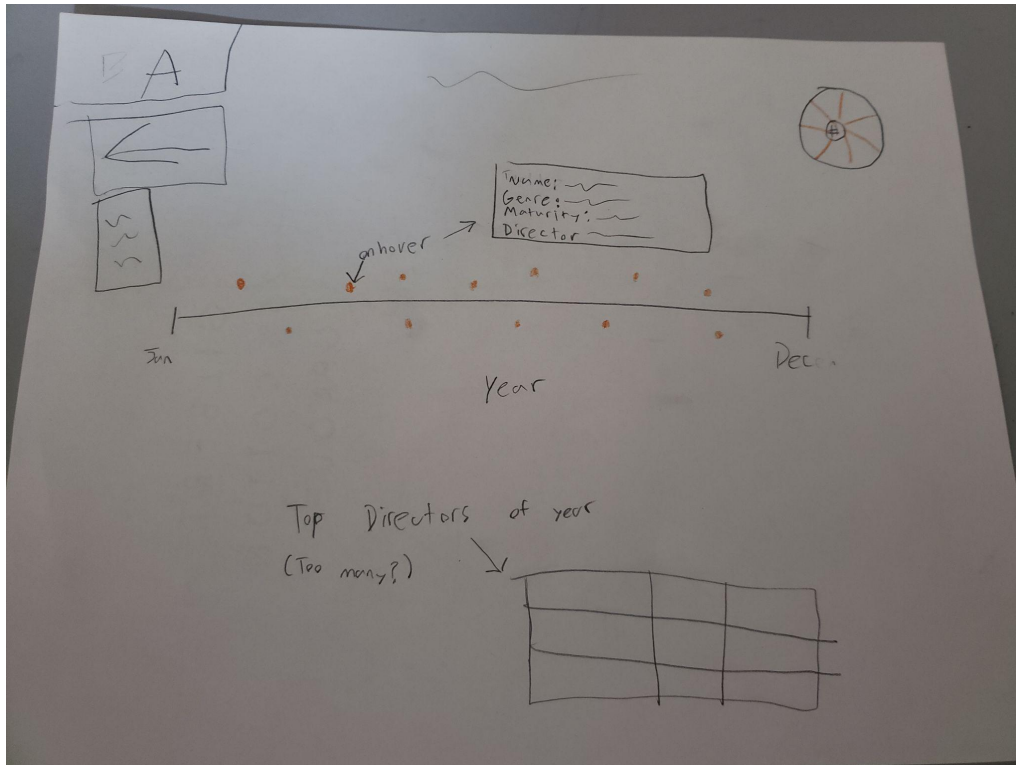 A
#
Name:
Genre:
Maturity:
Director
onhover
Jan
Dec
Year
Top Directors of year
(Too many?)